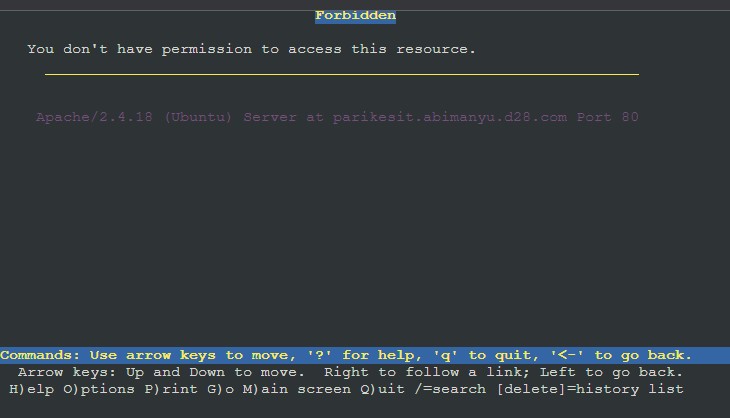 Forbidden
You don't have permission to access this resource.
Apache/2.4.18 (Ubuntu) Server at parikesit.abimanyu.d28.com Port 80
Commands: Use arrow keys to move, '?' for help, 'q' to quit, '<-' to go back.
Arrow keys: Up and Down to move.  Right to follow a link; Left to go back.
H)elp O)ptions P)rint G)o M)ain screen Q)uit /=search [delete]=history list